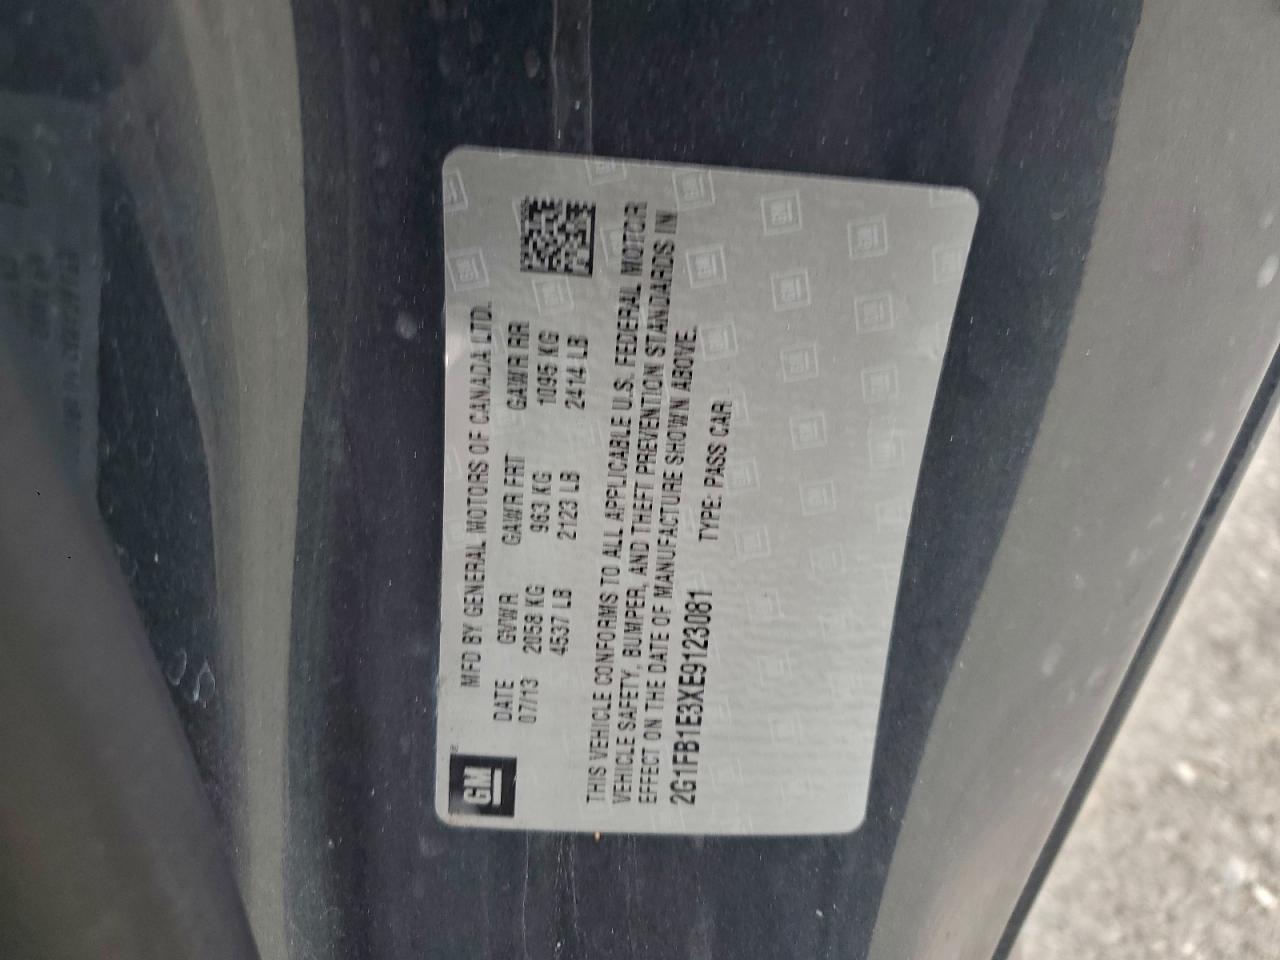 GM
MFD BY GENERAL MOTORS OF CANADA LTD.
DATE GVWR GAWR FRT GAWR RR
07/13 2058 KG 963 KG 1095 KG
4537 LB 2123 LB 2414 LB
THIS VEHICLE CONFORMS TO ALL APPLICABLE U.S. FEDERAL MOTOR
VEHICLE SAFETY, BUMPER, AND THEFT PREVENTION STANDARDS IN
EFFECT ON THE DATE OF MANUFACTURE SHOWN ABOVE.
2G1FB1E3XE9123081 TYPE: PASS CAR